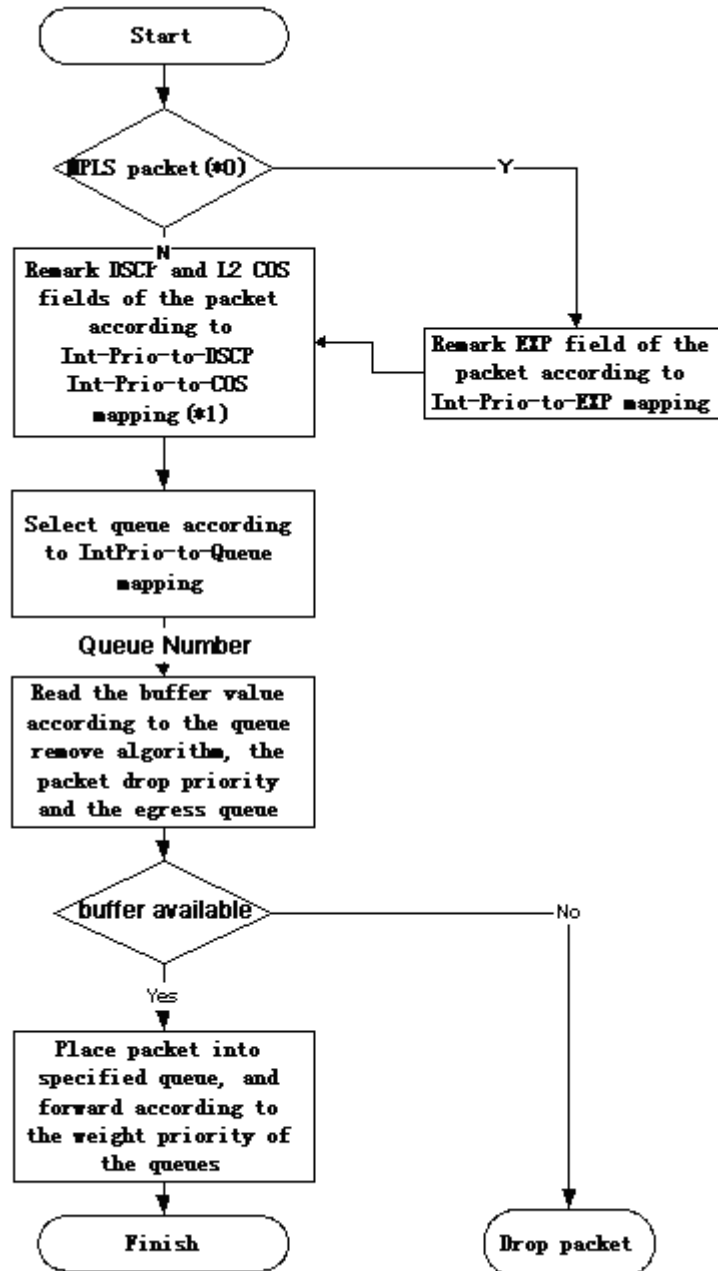 Start
MPLS packet(*0)
Y
N
Remark DSCP and L2 COS
fields of the packet
according to
Int-Prio-to-DSCP
Int-Prio-to-COS
mapping(*1)
Remark EXP field of the
packet according to
Int-Prio-to-EXP mapping
Select queue according
to IntPrio-to-Queue
mapping
Queue Number
Read the buffer value
according to the queue
remove algorithm, the
packet drop priority
and the egress queue
buffer available
No
Yes
Place packet into
specified queue, and
forward according to
the weight priority of
the queues
Finish
Drop packet